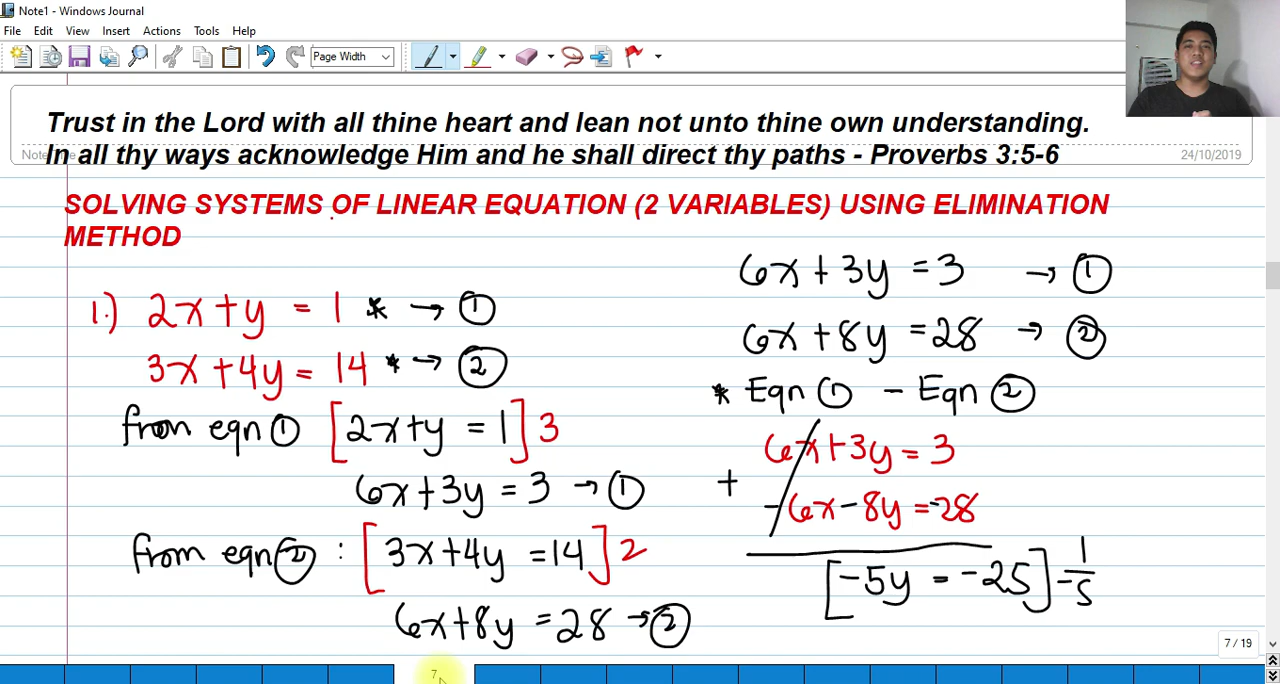 Note1 - Windows Journal
File Edit View Insert Actions Tools Help
Page Width
Trust in the Lord with all thine heart and lean not unto thine own understanding.
In all thy ways acknowledge Him and he shall direct thy paths - Proverbs 3:5-6
24/10/2019
SOLVING SYSTEMS OF LINEAR EQUATION (2 VARIABLES) USING ELIMINATION
METHOD
1.) 2x+y = 1 * → ①
3x+4y = 14 * → ②
from eqn ① [2x+y = 1] 3
6x+3y = 3 → ①
from eqn ② : [3x+4y = 14] 2
6x+8y = 28 → ②
6x+3y = 3 → ①
6x+8y = 28 → ②
* Eqn ① - Eqn ②
6x+3y = 3
+ -6x-8y = -28
[-5y = -25] -1/5
7 / 19
7